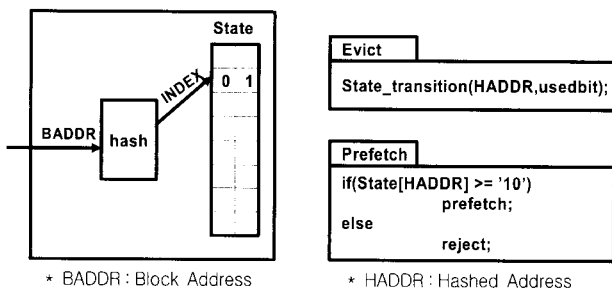 State
0 1
INDEX
BADDR
hash
* BADDR : Block Address
Evict
State_transition(HADDR,usedbit);
Prefetch
if(State[HADDR] >= '10')
prefetch;
else
reject;
* HADDR : Hashed Address